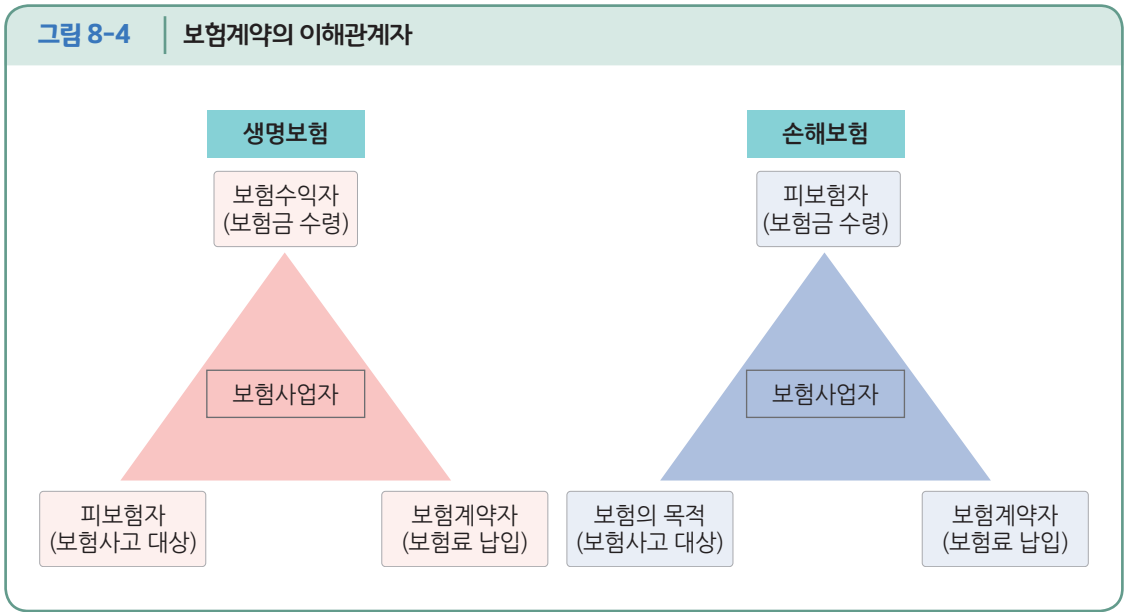 그림 8-4 보험계약의 이해관계자
생명보험
보험수익자
(보험금 수령)
보험사업자
피보험자
(보험사고 대상)
보험계약자
(보험료 납입)
손해보험
피보험자
(보험금 수령)
보험사업자
보험의 목적
(보험사고 대상)
보험계약자
(보험료 납입)